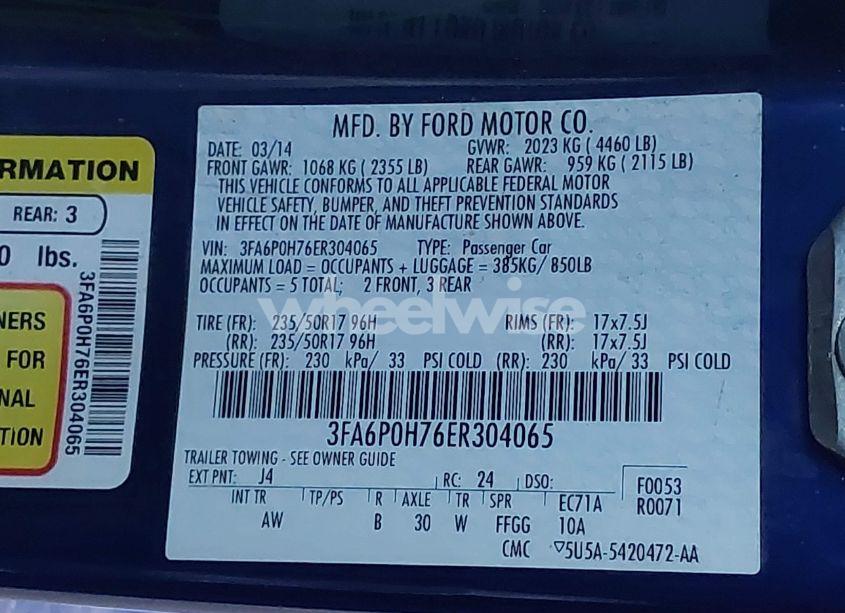 MFD. BY FORD MOTOR CO.
DATE: 03/14 GVWR: 2023 KG ( 4460 LB)
FRONT GAWR: 1068 KG ( 2355 LB) REAR GAWR: 959 KG ( 2115 LB)
THIS VEHICLE CONFORMS TO ALL APPLICABLE FEDERAL MOTOR
VEHICLE SAFETY, BUMPER, AND THEFT PREVENTION STANDARDS
IN EFFECT ON THE DATE OF MANUFACTURE SHOWN ABOVE.
VIN: 3FA6P0H76ER304065 TYPE: Passenger Car
MAXIMUM LOAD = OCCUPANTS + LUGGAGE = 385KG/ 850LB
OCCUPANTS = 5 TOTAL; 2 FRONT, 3 REAR
wheelwise
TIRE (FR): 235/50R17 96H RIMS (FR): 17x7.5J
(RR): 235/50R17 96H (RR): 17x7.5J
PRESSURE (FR): 230 kPa/ 33 PSI COLD (RR): 230 kPa/ 33 PSI COLD
3FA6P0H76ER304065
TRAILER TOWING - SEE OWNER GUIDE
EXT PNT: J4 RC: 24 DSO: F0053
INT TR TP/PS R AXLE TR SPR EC71A R0071
AW B 30 W FFGG 10A
CMC ▽5U5A-5420472-AA
RMATION
REAR: 3
0 lbs.
NERS
FOR
NAL
TION
3FA6P0H76ER304065